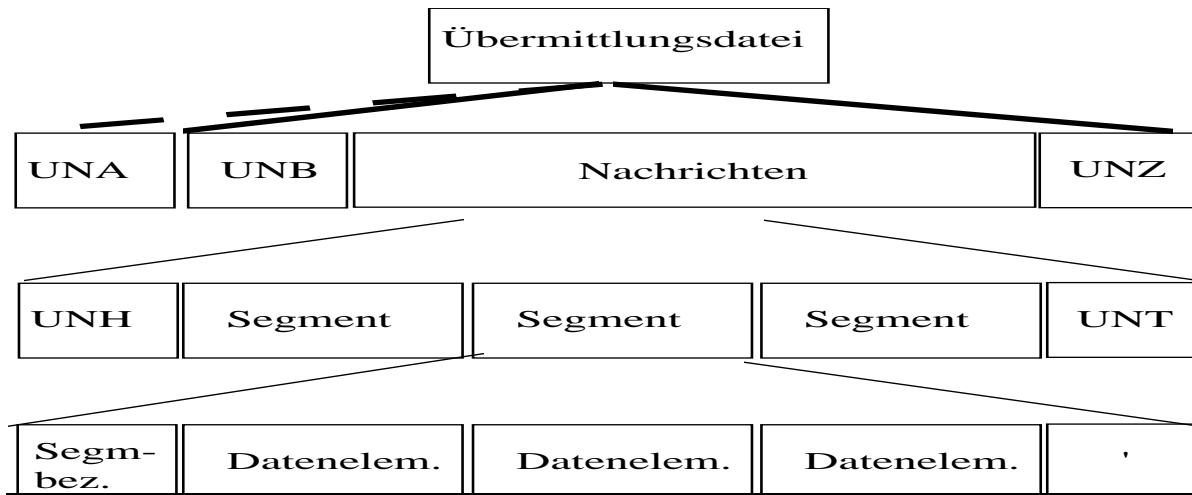 Übermittlungsdatei
UNA UNB Nachrichten UNZ
UNH Segment Segment Segment UNT
Segm-
bez. Datenelem. Datenelem. Datenelem. '